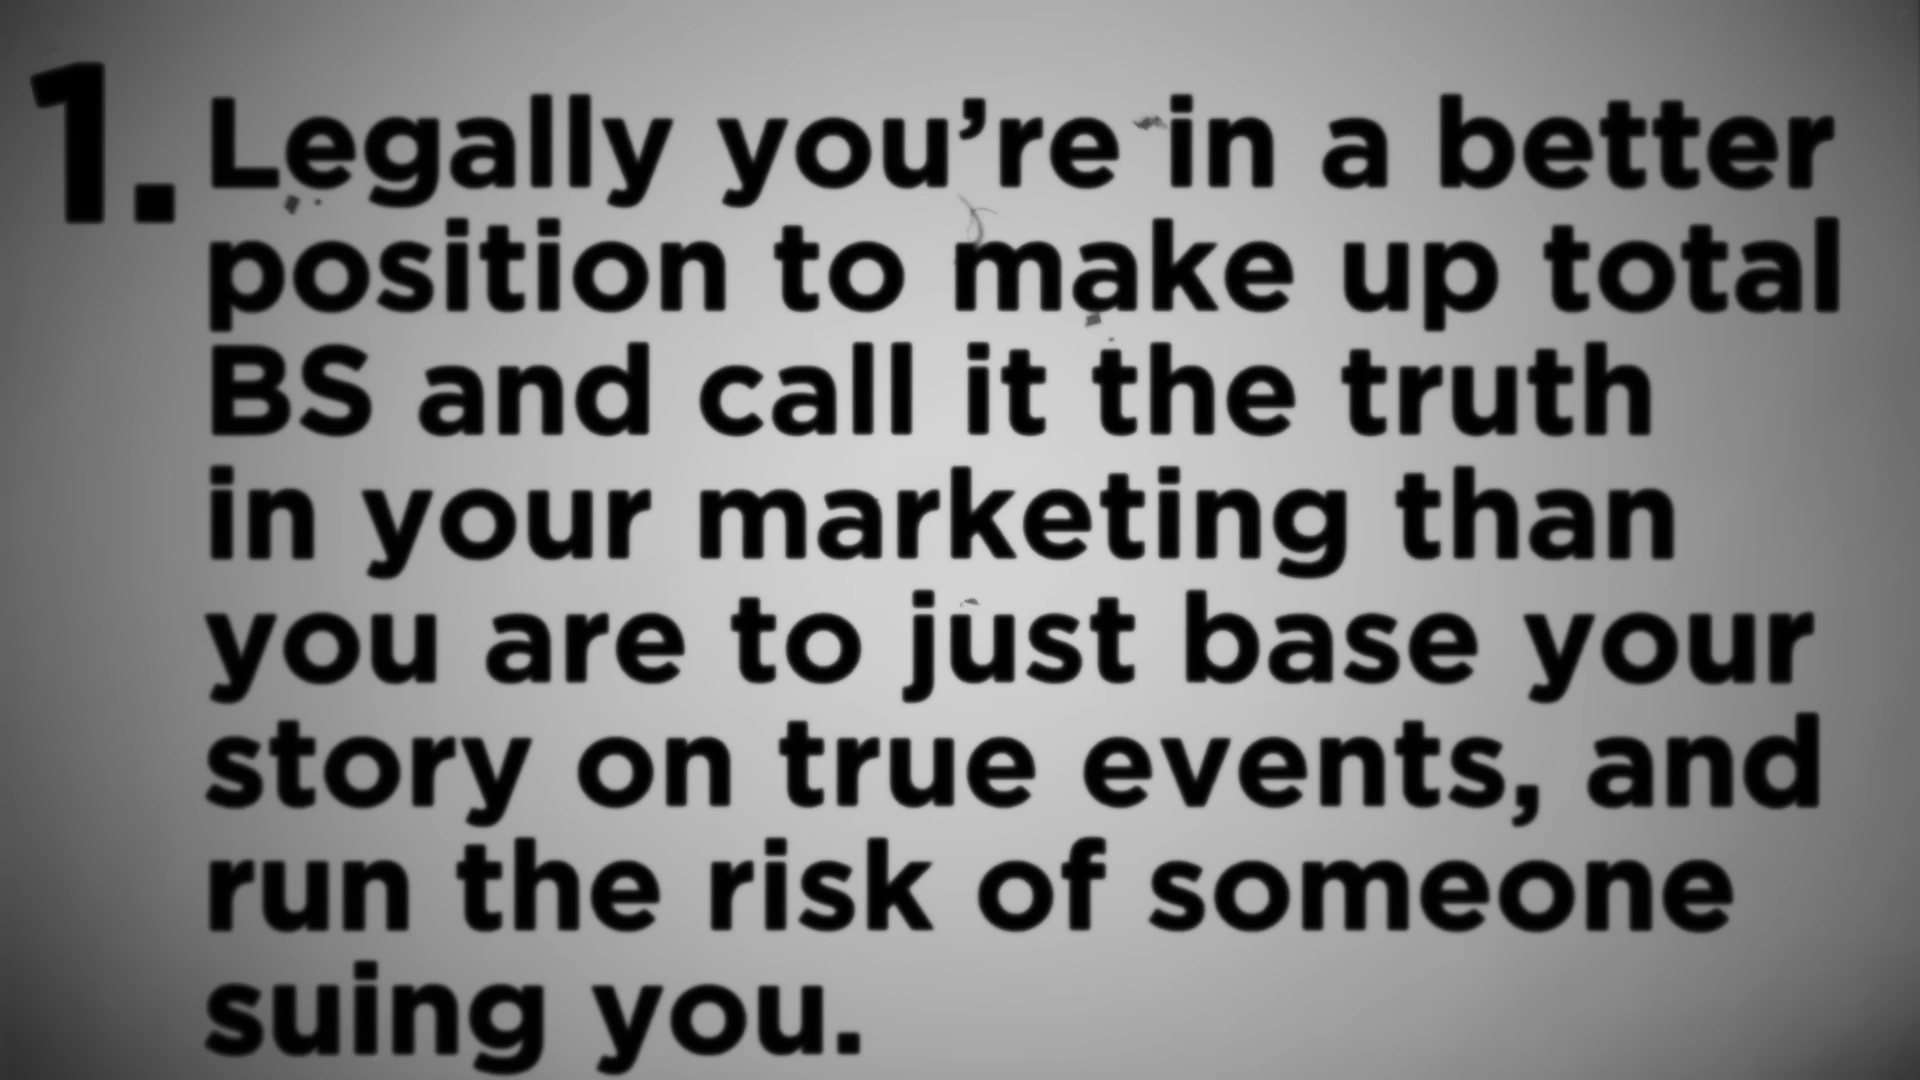 1. Legally you’re in a better
position to make up total
BS and call it the truth
in your marketing than
you are to just base your
story on true events, and
run the risk of someone
suing you.